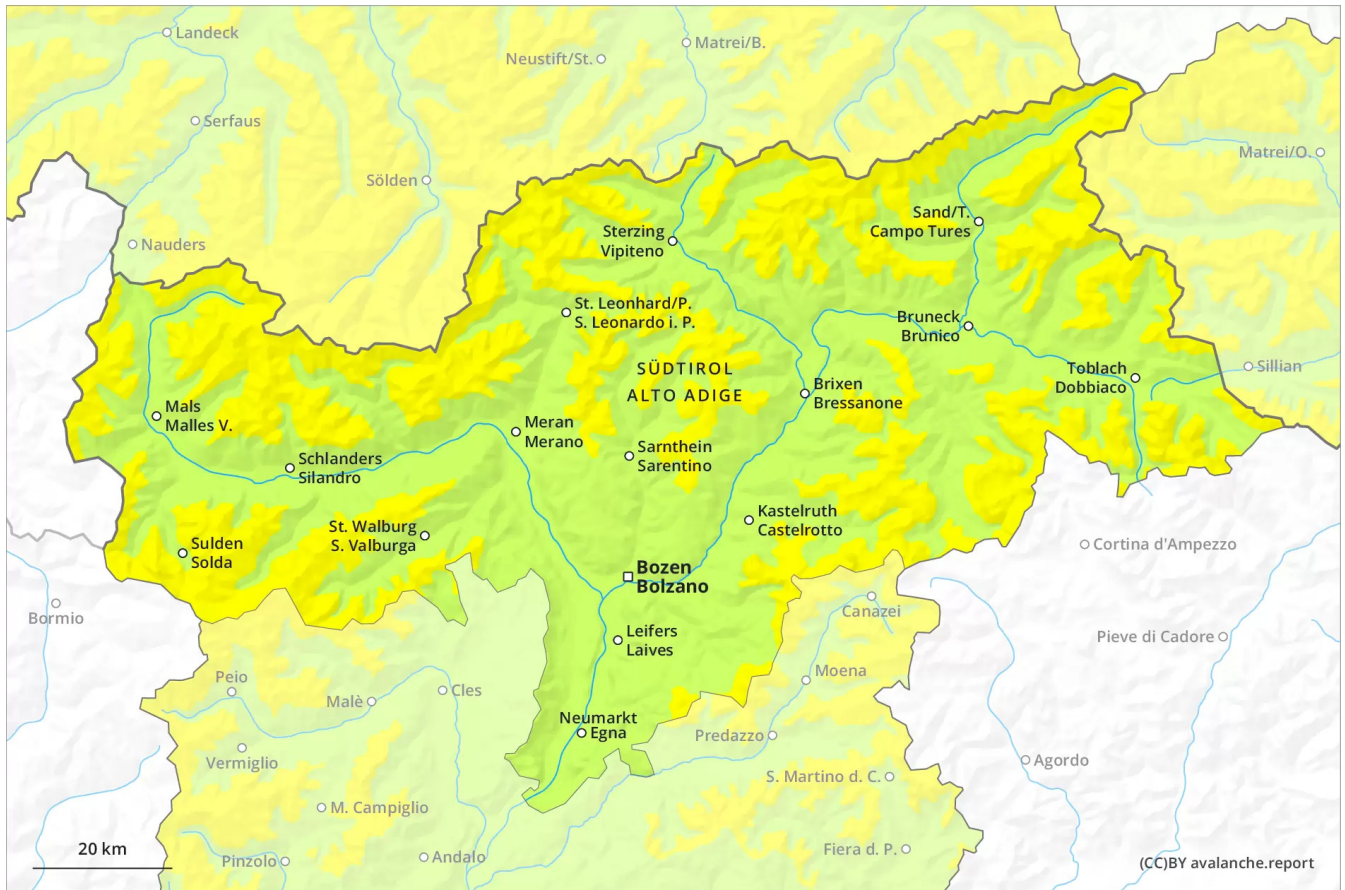 Landeck
Matrei/B.
Neustift/St.
Serfaus
Matrei/O.
Sölden
Nauders
Sand/T.
Campo Tures
Sterzing
Vipiteno
St. Leonhard/P.
S. Leonardo i. P.
Bruneck
Brunico
SÜDTIROL
ALTO ADIGE
Toblach
Dobbiaco
Sillian
Brixen
Bressanone
Mals
Malles V.
Meran
Merano
Sarnthein
Sarentino
Schlanders
Silandro
Kastelruth
Castelrotto
St. Walburg
S. Valburga
Sulden
Solda
Cortina d'Ampezzo
Bozen
Bolzano
Bormio
Canazei
Leifers
Laives
Pieve di Cadore
Peio
Moena
Malè
Cles
Neumarkt
Egna
Predazzo
Vermiglio
Agordo
S. Martino d. C.
M. Campiglio
20 km
Pinzolo
Andalo
Fiera d. P.
(CC)BY avalanche.report